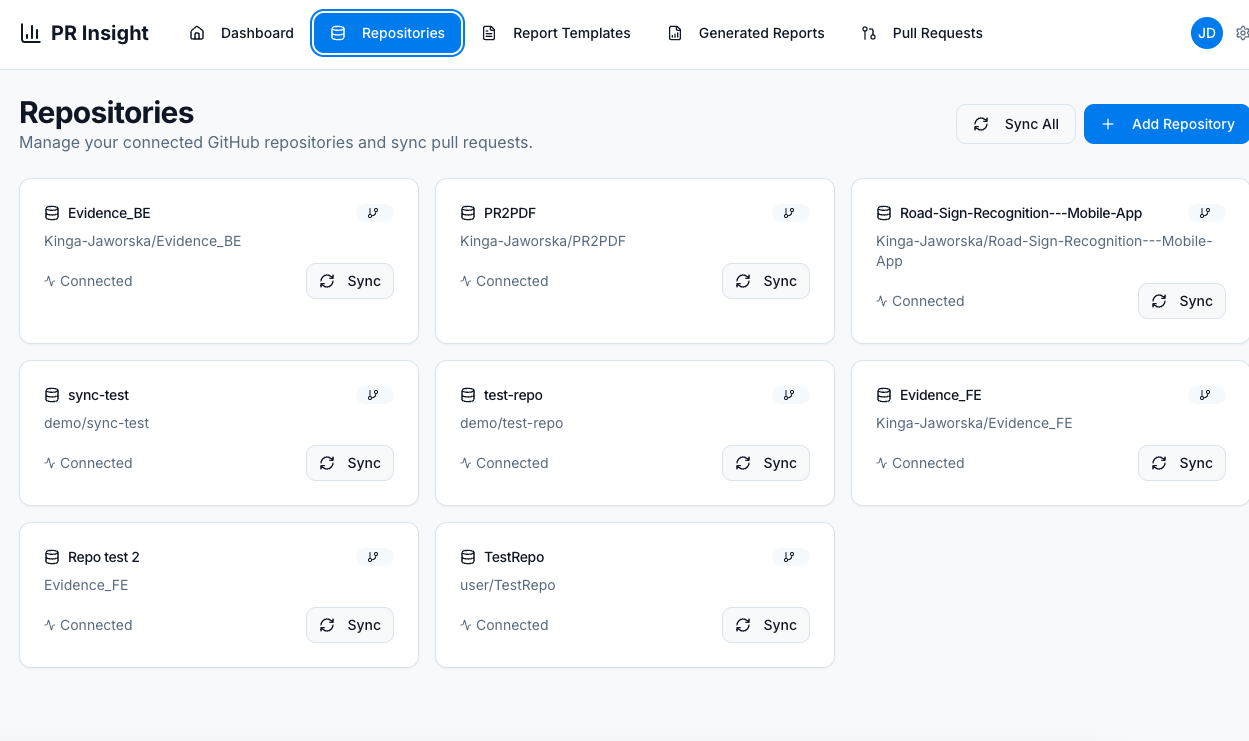 PR Insight
Dashboard
Repositories
Report Templates
Generated Reports
Pull Requests
JD
Repositories
Manage your connected GitHub repositories and sync pull requests.
Sync All
Add Repository
Evidence_BE
Kinga-Jaworska/Evidence_BE
Connected
Sync
PR2PDF
Kinga-Jaworska/PR2PDF
Connected
Sync
Road-Sign-Recognition---Mobile-App
Kinga-Jaworska/Road-Sign-Recognition---Mobile-
App
Connected
Sync
sync-test
demo/sync-test
Connected
Sync
test-repo
demo/test-repo
Connected
Sync
Evidence_FE
Kinga-Jaworska/Evidence_FE
Connected
Sync
Repo test 2
Evidence_FE
Connected
Sync
TestRepo
user/TestRepo
Connected
Sync